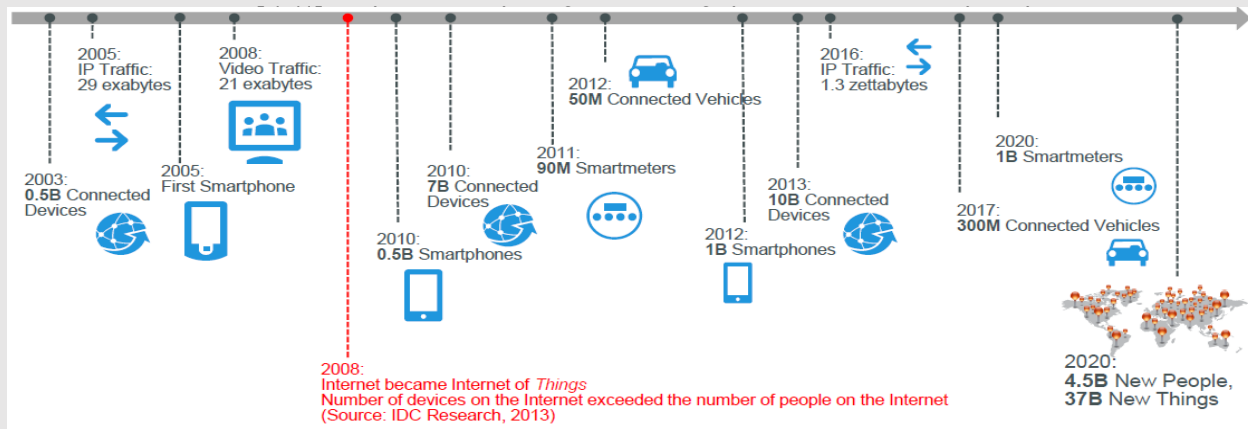 2005:
IP Traffic:
29 exabytes
2008:
Video Traffic:
21 exabytes
2012:
50M Connected Vehicles
2016:
IP Traffic:
1.3 zettabytes
2003:
0.5B Connected
Devices
2005:
First Smartphone
2010:
7B Connected
Devices
2011:
90M Smartmeters
2013:
10B Connected
Devices
2020:
1B Smartmeters
2010:
0.5B Smartphones
2012:
1B Smartphones
2017:
300M Connected Vehicles
2008:
Internet became Internet of Things
Number of devices on the Internet exceeded the number of people on the Internet
(Source: IDC Research, 2013)
2020:
4.5B New People,
37B New Things